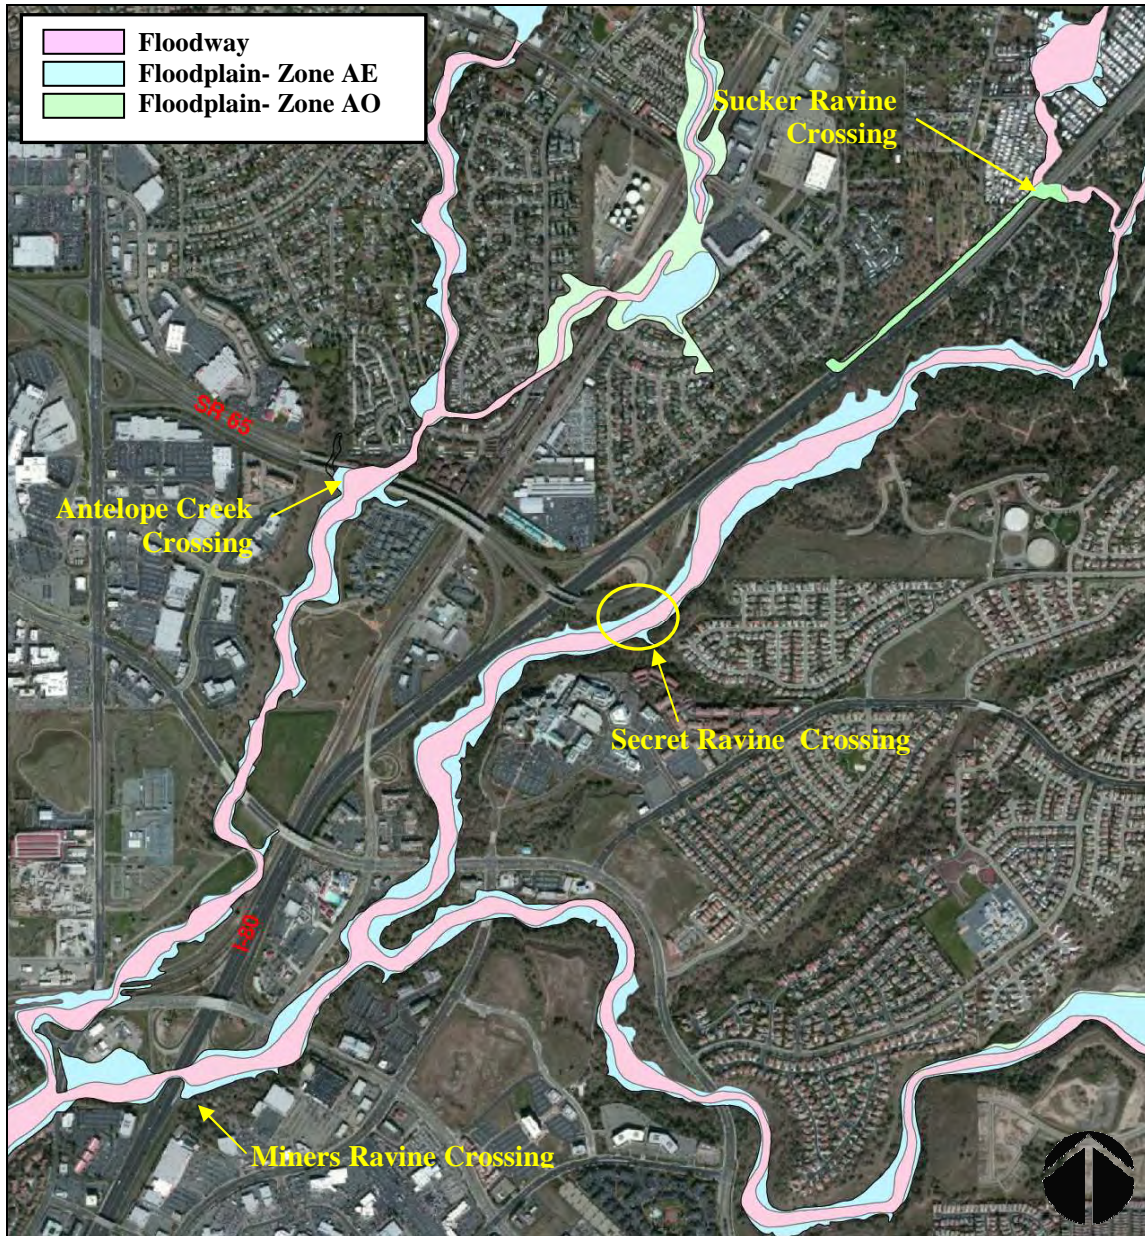 Floodway
Floodplain- Zone AE
Floodplain- Zone AO
Sucker Ravine
Crossing
SR 65
Antelope Creek
Crossing
Secret Ravine Crossing
I-80
Miners Ravine Crossing